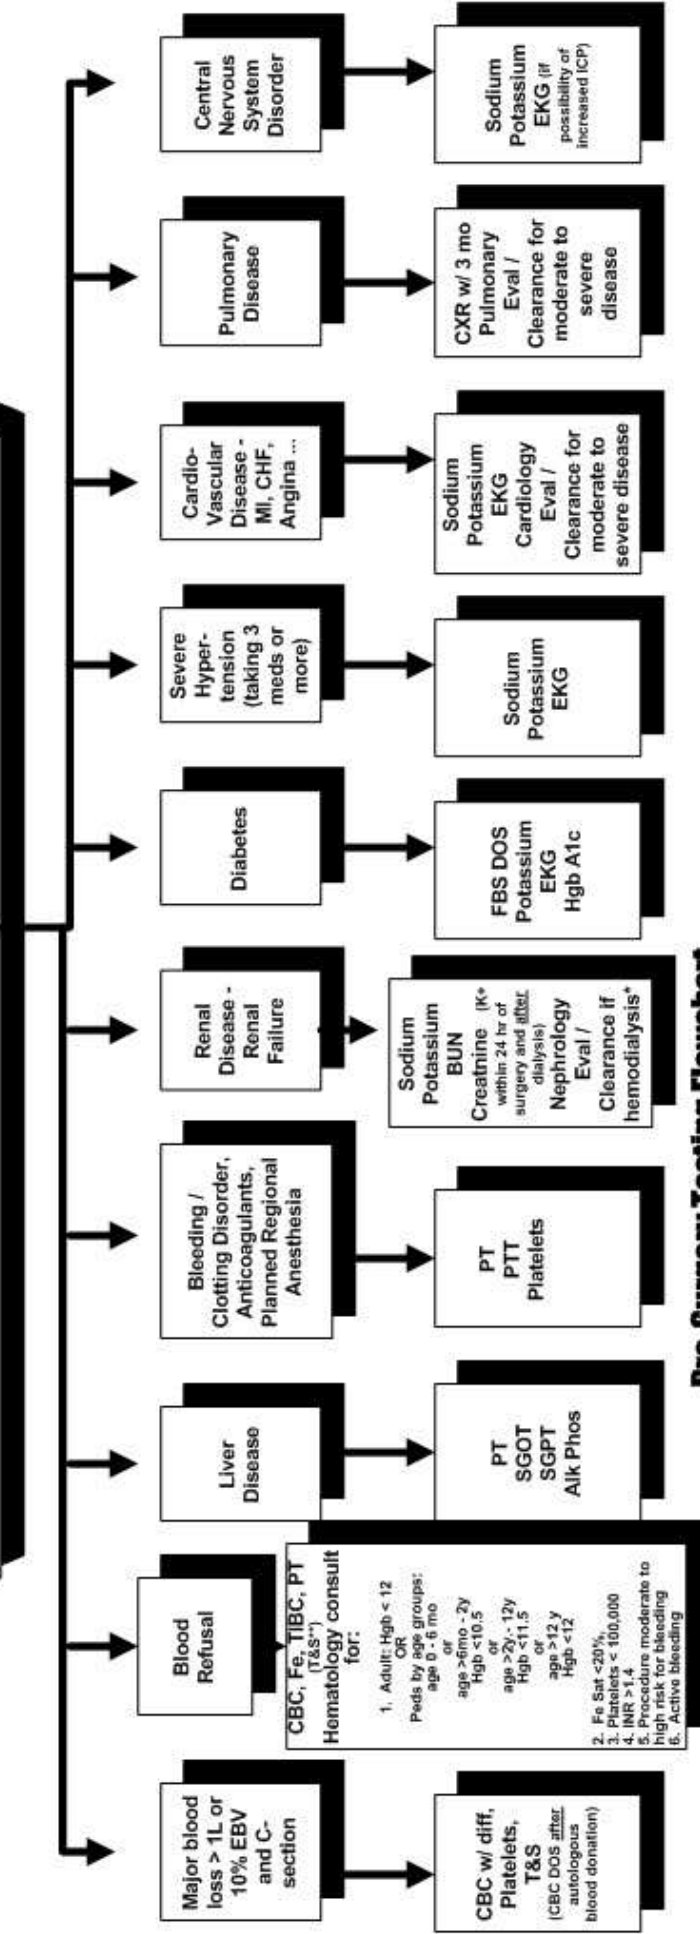 Major blood
loss > 1L or
10% EBV
and C-
section
CBC w/ diff,
Platelets,
T&S
(CBC DOS after
autologous
blood donation)
Blood
Refusal
CBC, Fe, TIBC, PT
(T&S**)
Hematology consult
for:
1. Adult: Hgb < 12
OR
Peds by age groups:
age 0 - 6 mo
or
age >6mo - 2y
Hgb <10.5
or
age >2y.- 12y
Hgb <11.5
or
age >12 y
Hgb <12
2. Fe Sat <20%,
3. Platelets < 100,000
4. INR >1.4
5. Procedure moderate to
high risk for bleeding
6. Active bleeding
Liver
Disease
PT
SGOT
SGPT
Alk Phos
Bleeding /
Clotting Disorder,
Anticoagulants,
Planned Regional
Anesthesia
PT
PTT
Platelets
Renal
Disease -
Renal
Failure
Sodium
Potassium
BUN
Creatnine (K+
within 24 hr of
surgery and after
dialysis)
Nephrology
Eval /
Clearance if
hemodialysis*
Diabetes
FBS DOS
Potassium
EKG
Hgb A1c
Severe
Hyper-
tension
(taking 3
meds or
more)
Sodium
Potassium
EKG
Cardio-
Vascular
Disease -
MI, CHF,
Angina ...
Sodium
Potassium
EKG
Cardiology
Eval /
Clearance for
moderate to
severe disease
Pulmonary
Disease
CXR w/ 3 mo
Pulmonary
Eval /
Clearance for
moderate to
severe
disease
Central
Nervous
System
Disorder
Sodium
Potassium
EKG (if
possibility of
increased ICP)
Pre-Surgery Testing Flowchart